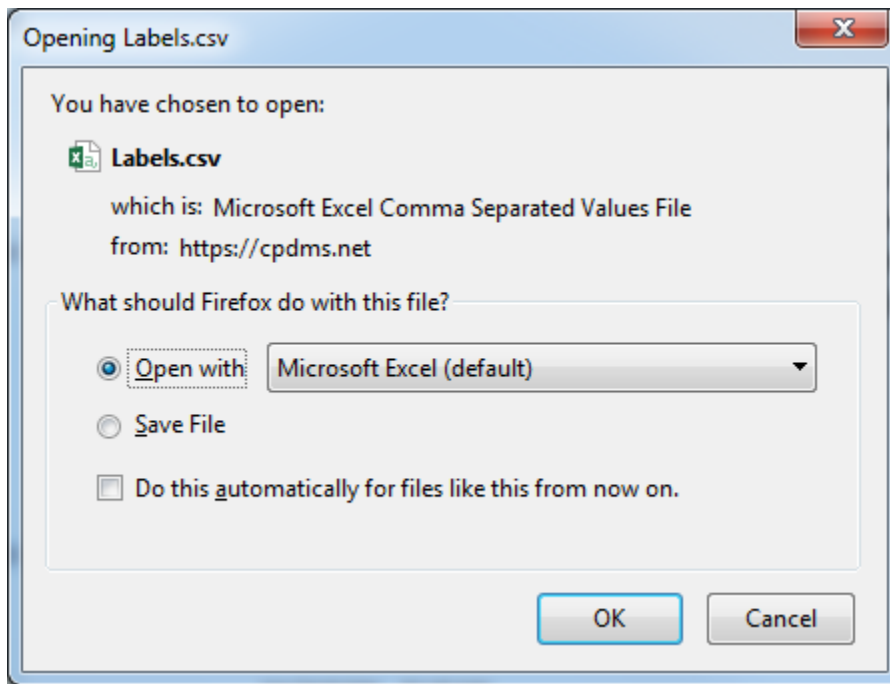 Opening Labels.csv
You have chosen to open:
Labels.csv
which is: Microsoft Excel Comma Separated Values File
from: https://cpdms.net
What should Firefox do with this file?
Open with Microsoft Excel (default)
Save File
Do this automatically for files like this from now on.
OK Cancel